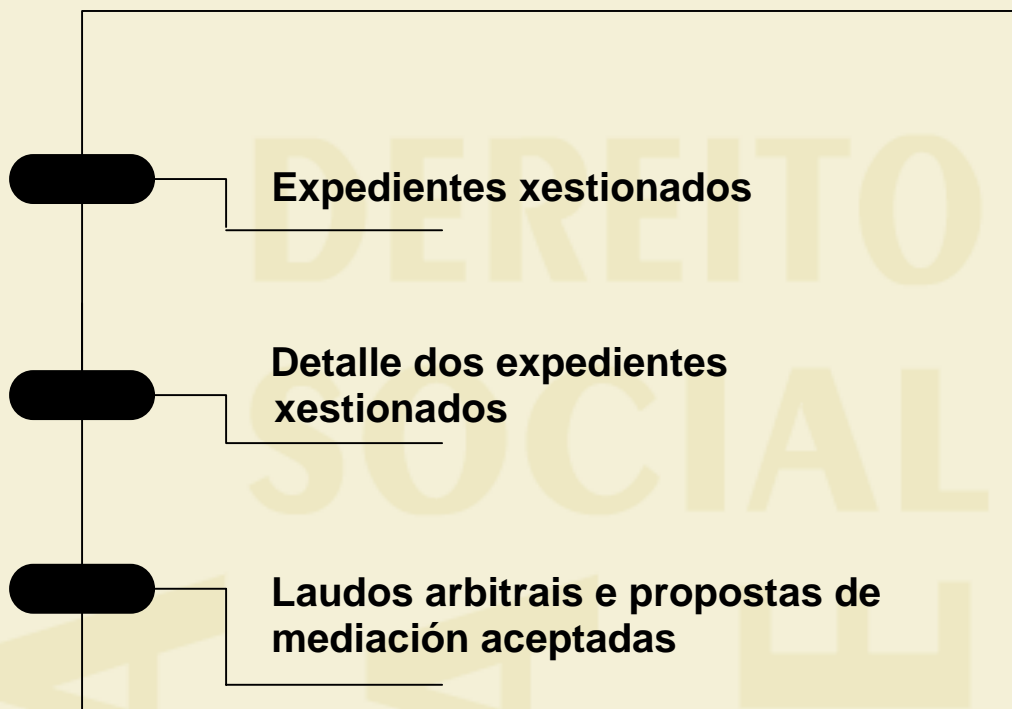 DEREITO
Expedientes xestionados
Detalle dos expedientes
xestionados
SOCIAL
Laudos arbitrais e propostas de
mediación aceptadas